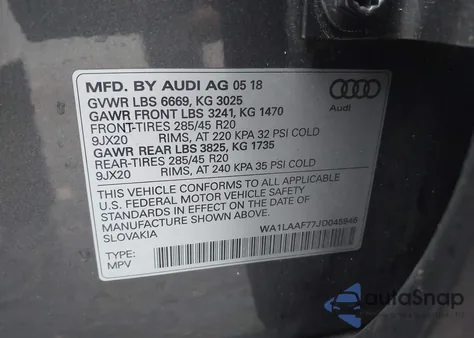 MFD. BY AUDI AG 05 18
GVWR LBS 6669, KG 3025
GAWR FRONT LBS 3241, KG 1470
FRONT-TIRES 285/45 R20
9JX20 RIMS, AT 220 KPA 32 PSI COLD
GAWR REAR LBS 3825, KG 1735
REAR-TIRES 285/45 R20
9JX20 RIMS, AT 240 KPA 35 PSI COLD
THIS VEHICLE CONFORMS TO ALL APPLICABLE
U.S. FEDERAL MOTOR VEHICLE SAFETY
STANDARDS IN EFFECT ON THE DATE OF
MANUFACTURE SHOWN ABOVE
SLOVAKIA
WA1LAAF77JD045946
TYPE:
MPV
Audi
autoSnap